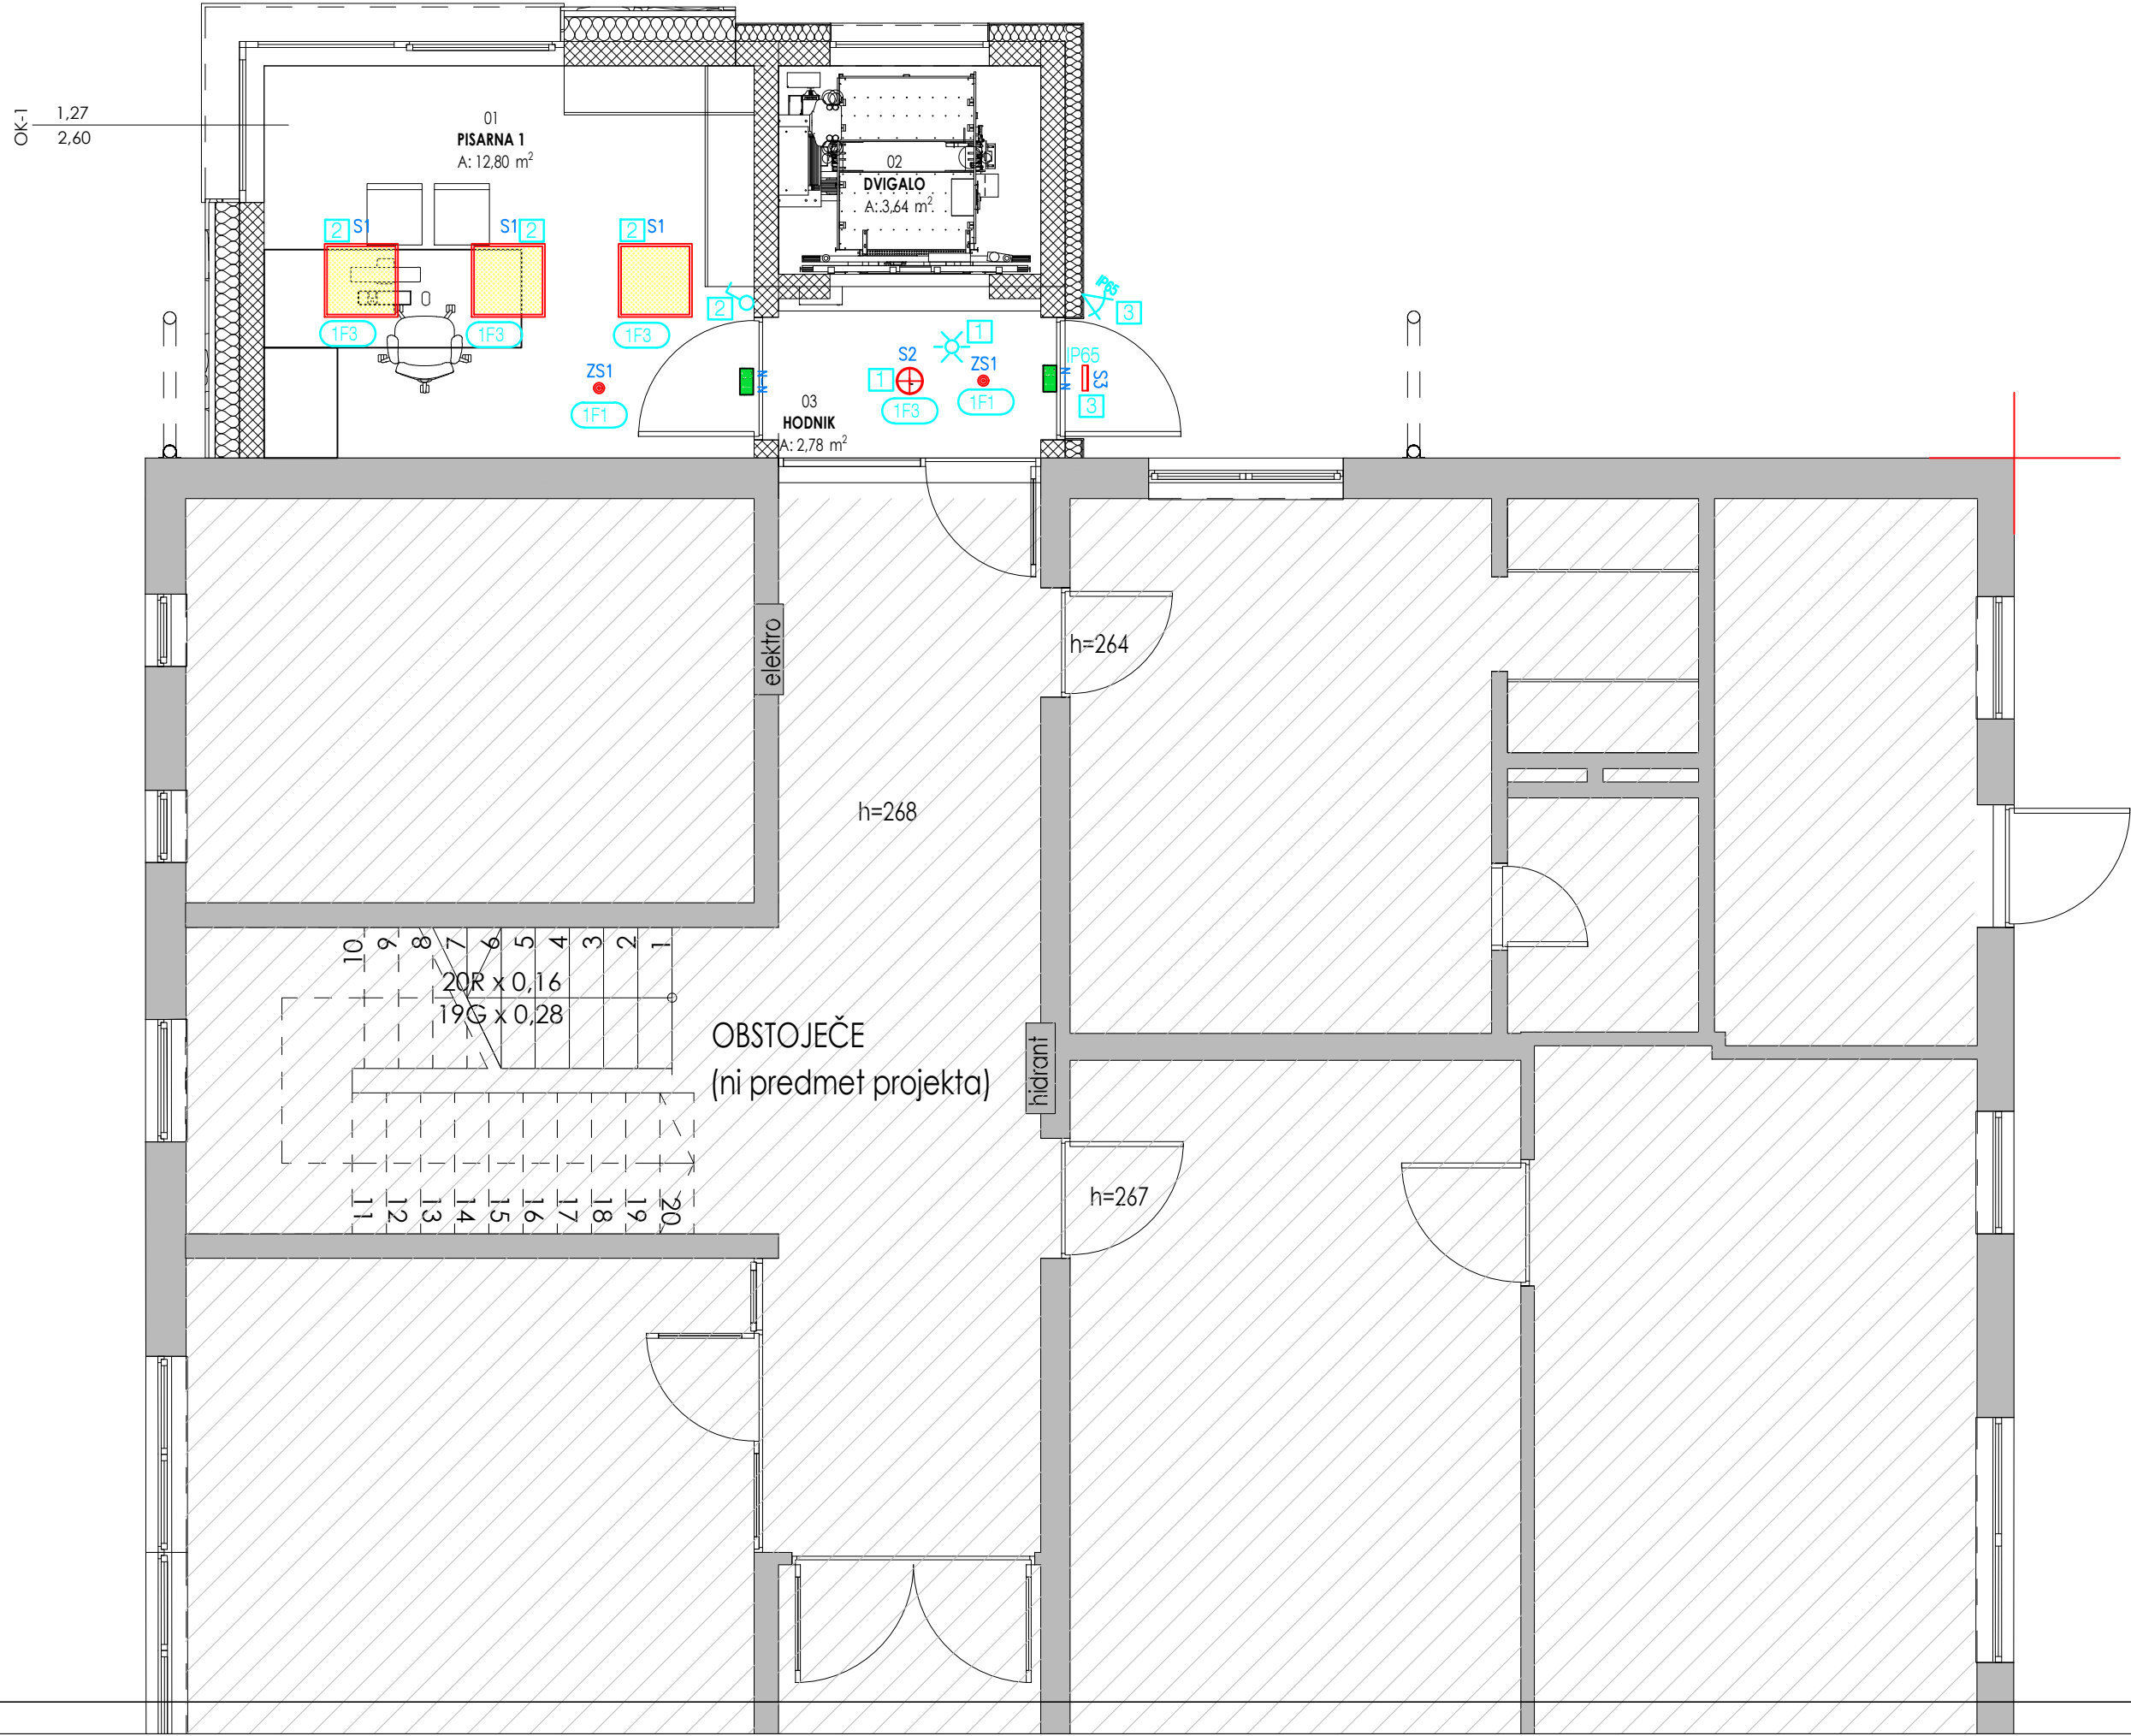 OK-1
1,27
2,60
01
PISARNA 1
A: 12,80 m²
02
DVIGALO
A: 3,64 m²
2 S1
S1 2
2 S1
1F3
1F3
1F3
2
IP65
3
1
S2
1
1F3
ZS1
1F1
ZS1
1F1
N-N
N-N
IP65
S3
3
03
HODNIK
A: 2,78 m²
elektro
h=264
h=268
10 9 8 7 6 5 4 3 2 1
20R x 0,16
19G x 0,28
OBSTOJEČE
(ni predmet projekta)
hidrant
11 12 13 14 15 16 17 18 19 20
h=267